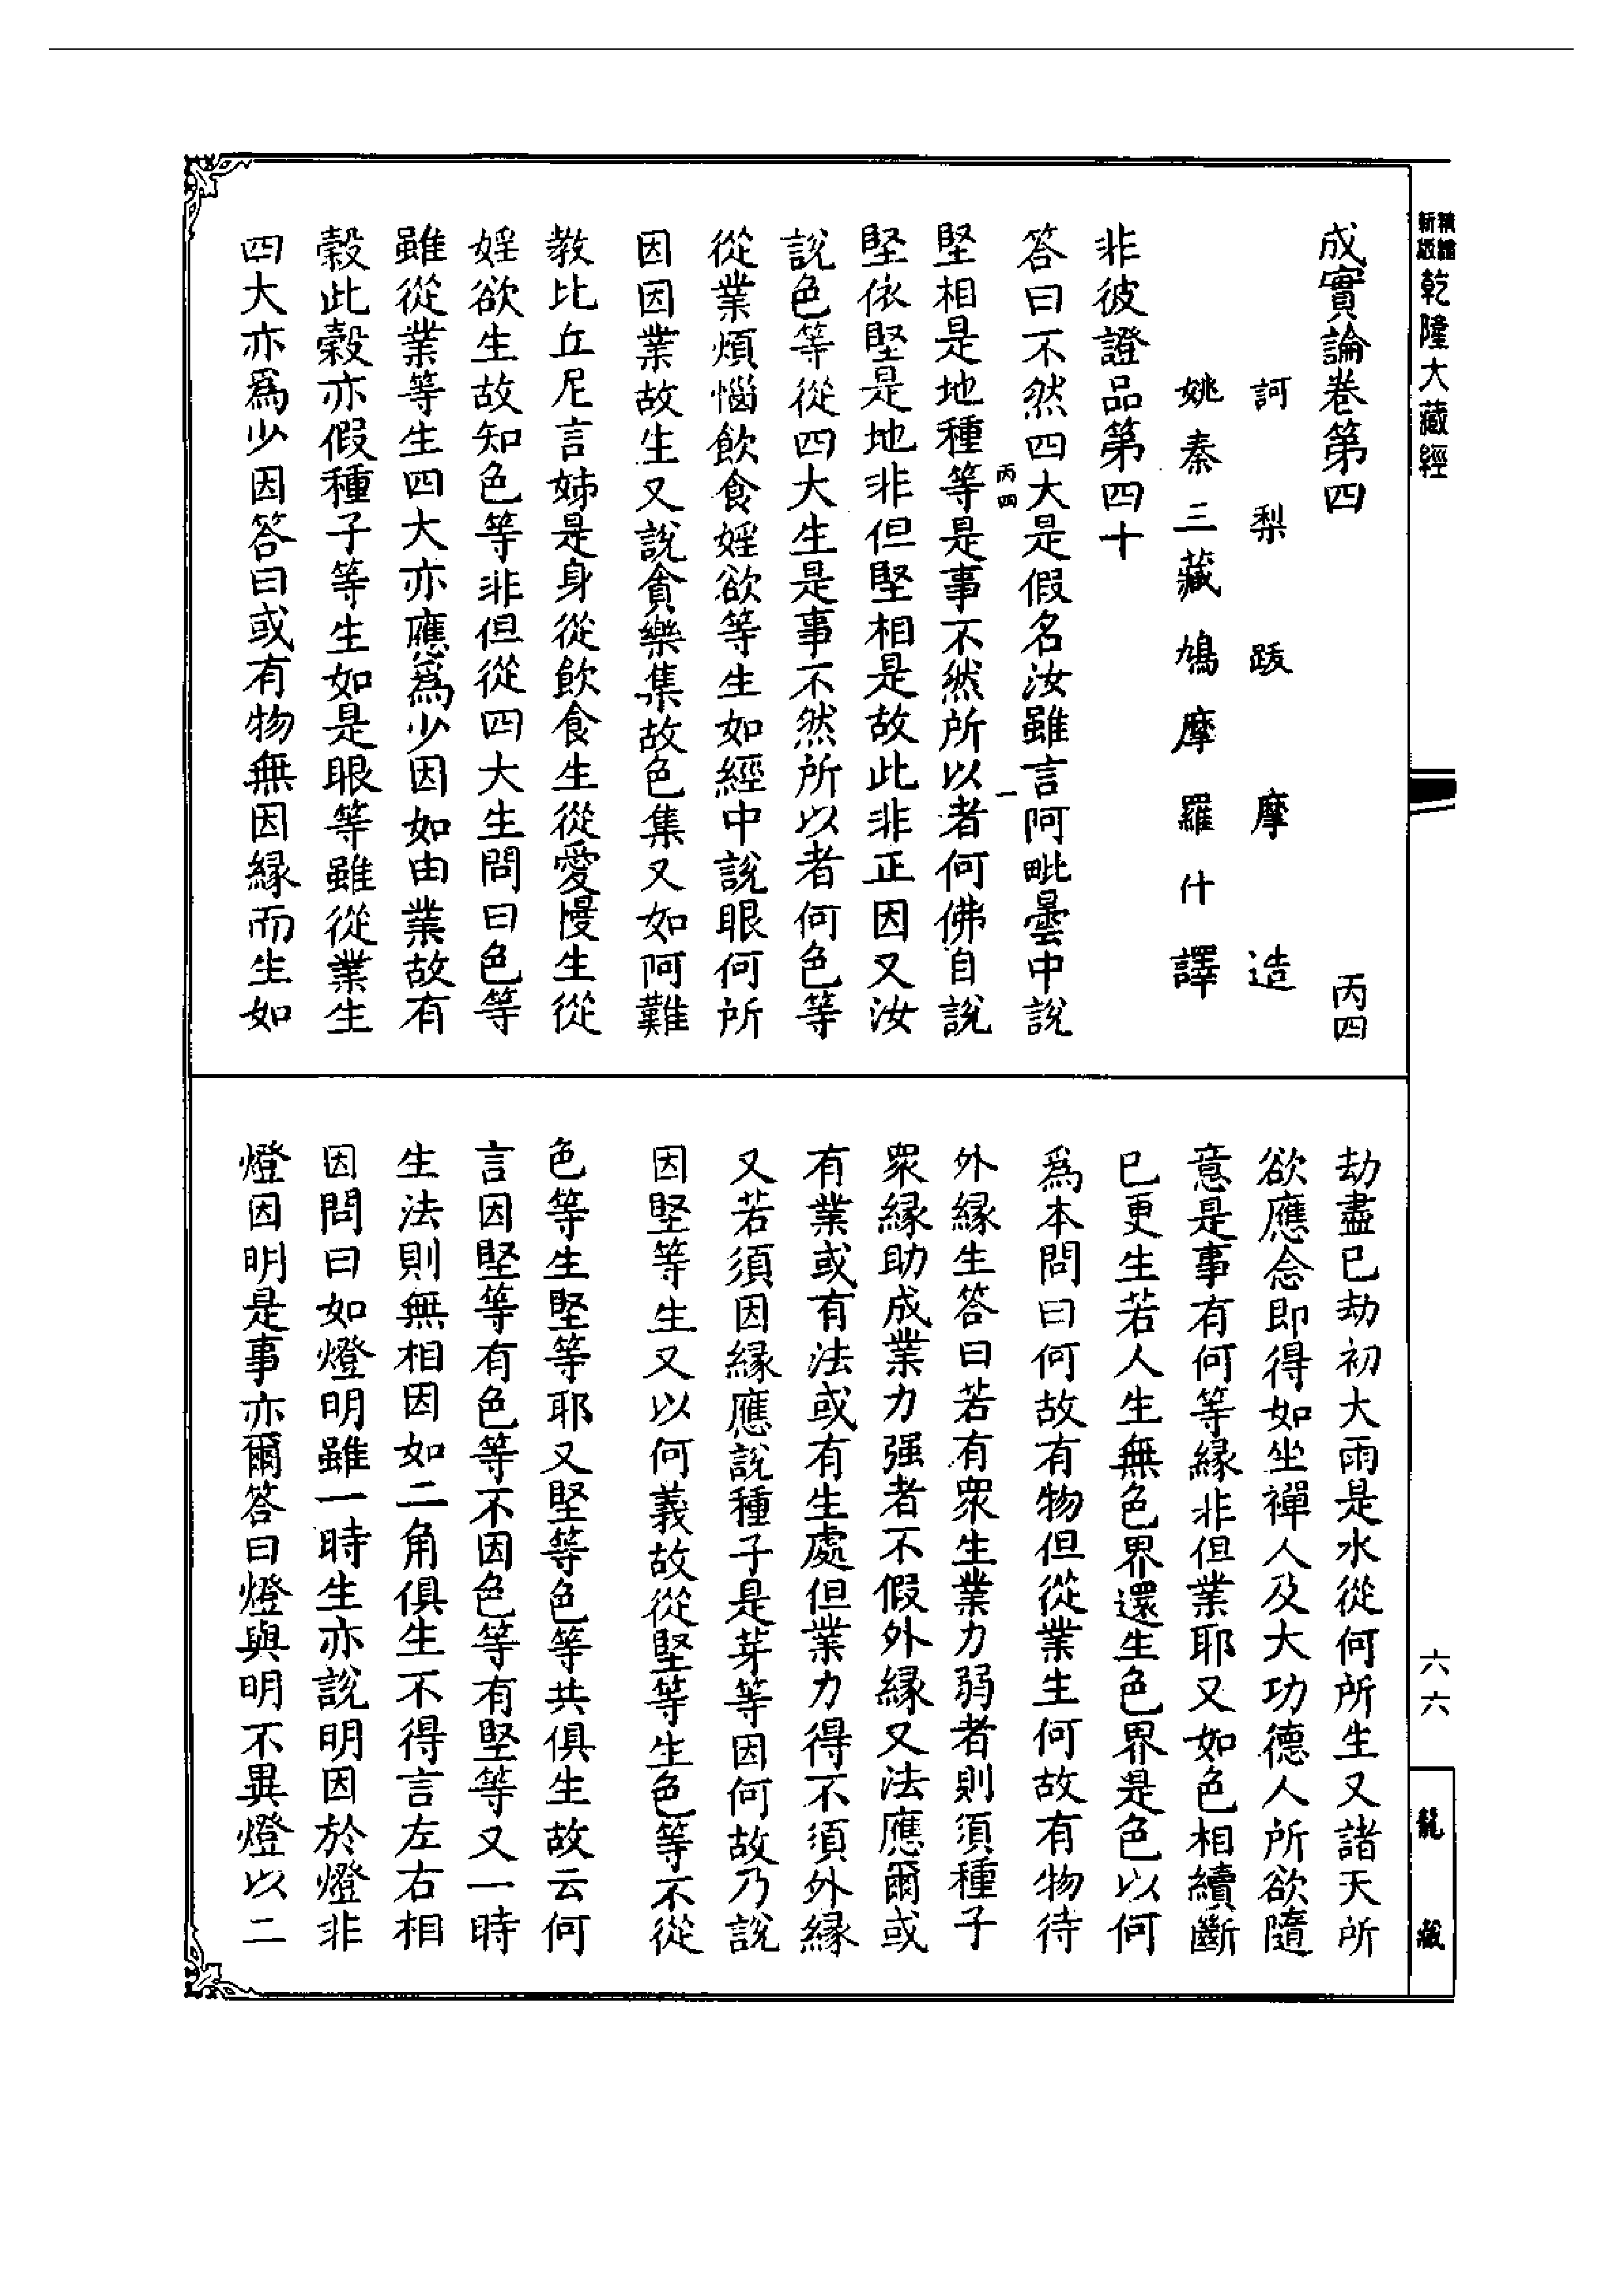 新版精譜乾隆大藏經
成實論卷第四 丙四
訶梨跋摩造
姚秦三藏鳩摩羅什譯
非彼證品第四十
答曰不然四大是假名汝雖言阿毗曇中說
丙四 一
堅相是地種等是事不然所以者何佛自說
堅依堅是地非但堅相是故此非正因又汝
說色等從四大生是事不然所以者何色等
從業煩惱飲食婬欲等生如經中說眼何所
因因業故生又說貪樂集故色集又如阿難
教比丘尼言姊是身從飲食生從愛慢生從
婬欲生故知色等非但從四大生問曰色等
雖從業等生四大亦應為少因如由業故有
穀此穀亦假種子等生如是眼等雖從業生
四大亦為少因答曰或有物無因緣而生如
劫盡已劫初大雨是水從何所生又諸天所
欲應念即得如坐禪人及大功德人所欲隨
意是事有何等緣非但業耶又如色相續斷
已更生若人生無色界還生色界是色以何
為本問曰何故有物但從業生何故有物待
外緣生答曰若有眾生業力弱者則須種子
眾緣助成業力强者不假外緣又法應爾或
有業或有法或有生處但業力得不須外緣
又若須因緣應說種子是芽等因何故乃說
因堅等生又以何義故從堅等生色等不從
色等生堅等耶又堅等色等共俱生故云何
言因堅等有色等不因色等有堅等又一時
生法則無相因如二角俱生不得言左右相
因問曰如燈明雖一時生亦說明因於燈非
燈因明是事亦爾答曰燈與明不異燈以二
六六
龍藏